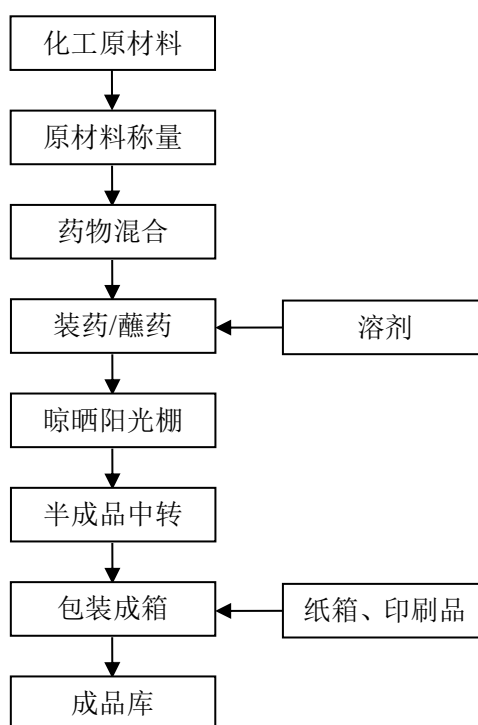 化工原材料
原材料称量
药物混合
装药/蘸药
溶剂
晾晒阳光棚
半成品中转
包装成箱
纸箱、印刷品
成品库